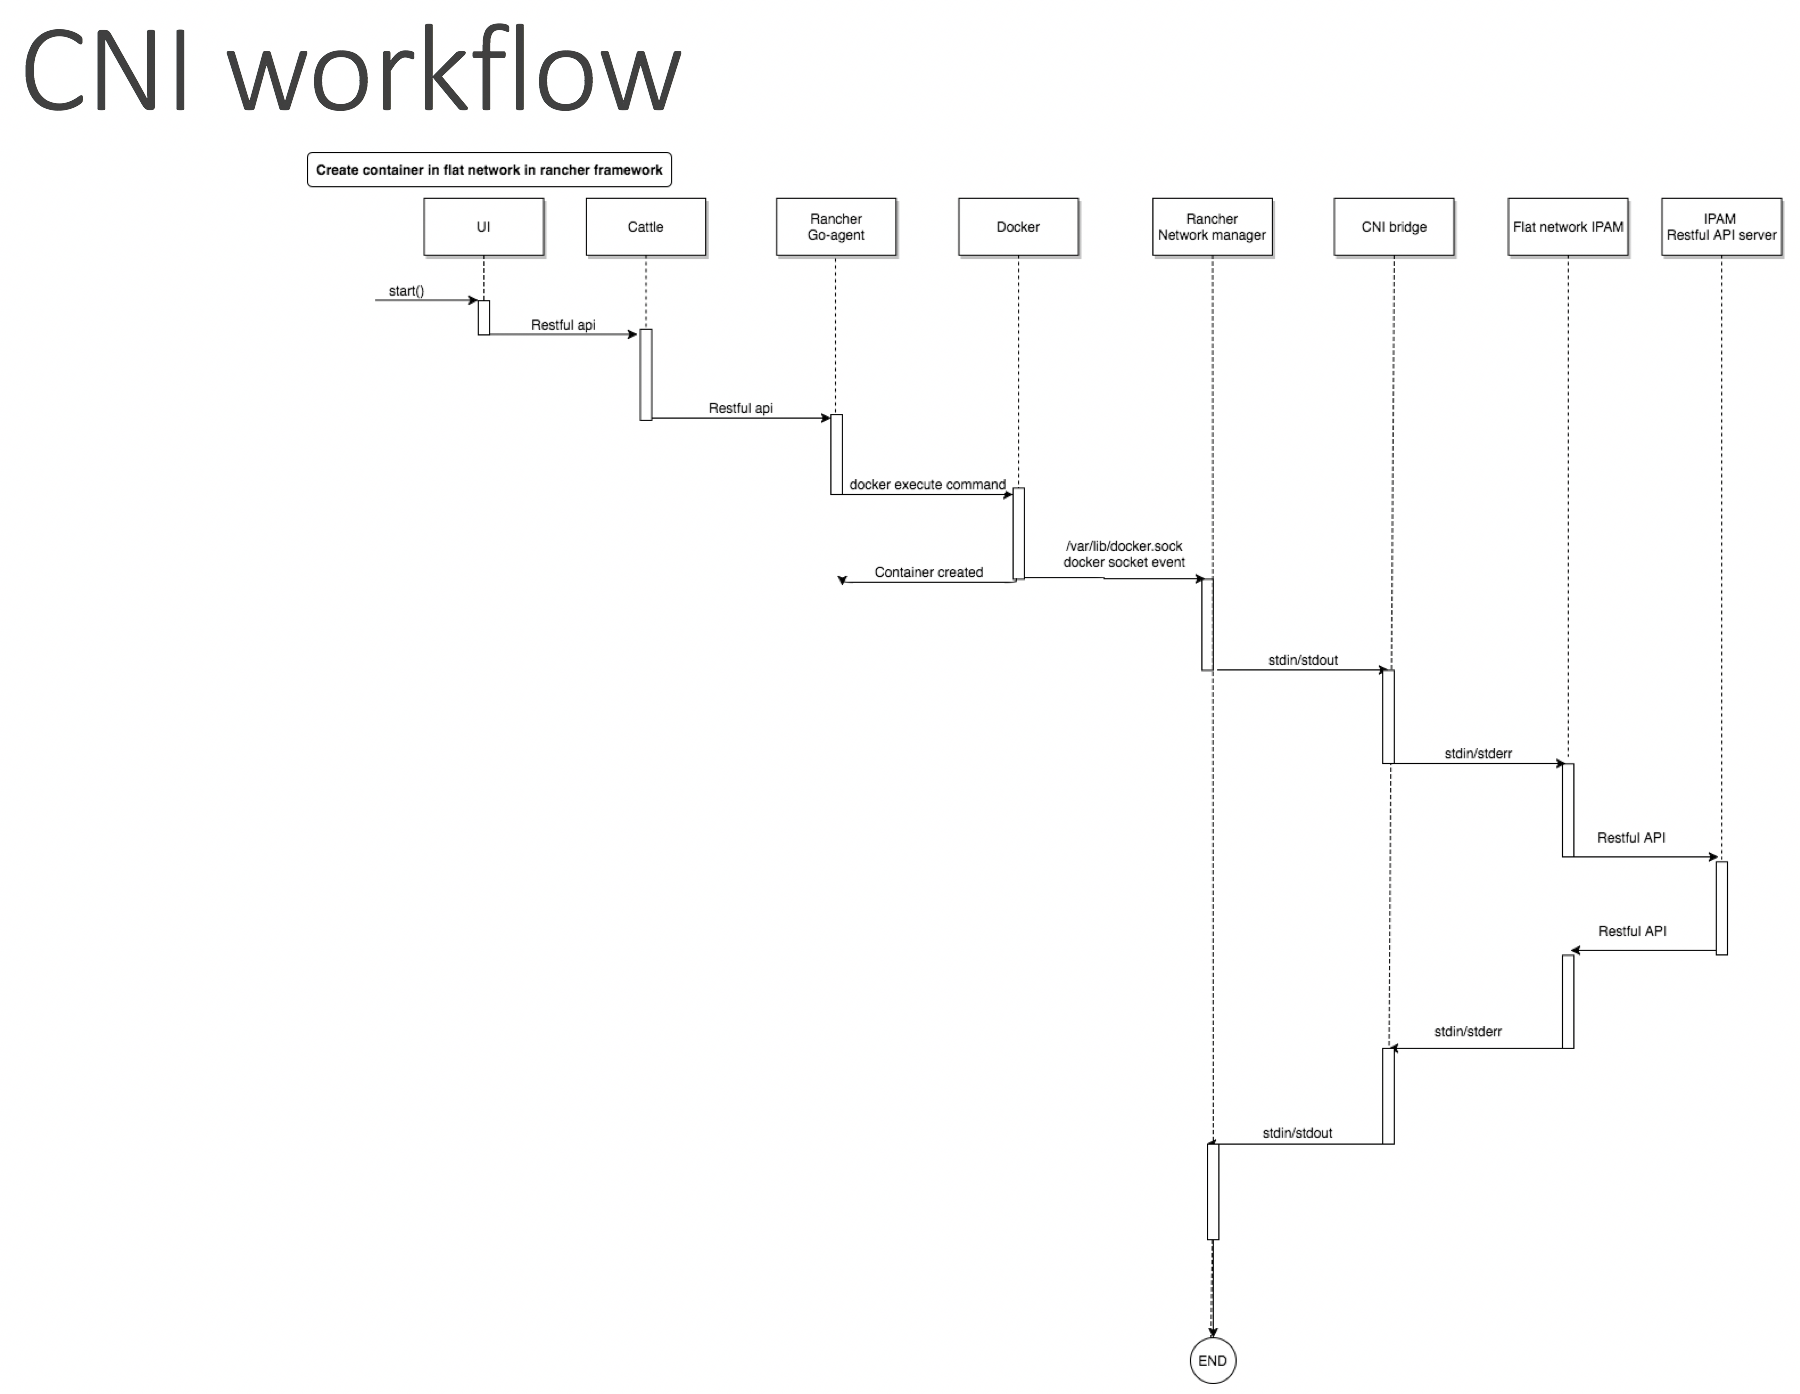 CNI workflow
Create container in flat network in rancher framework
UI
Cattle
Rancher
Go-agent
Docker
Rancher
Network manager
CNI bridge
Flat network IPAM
IPAM
Restful API server
start()
Restful api
Restful api
docker execute command
/var/lib/docker.sock
docker socket event
Container created
stdin/stdout
stdin/stderr
Restful API
Restful API
stdin/stderr
stdin/stdout
END